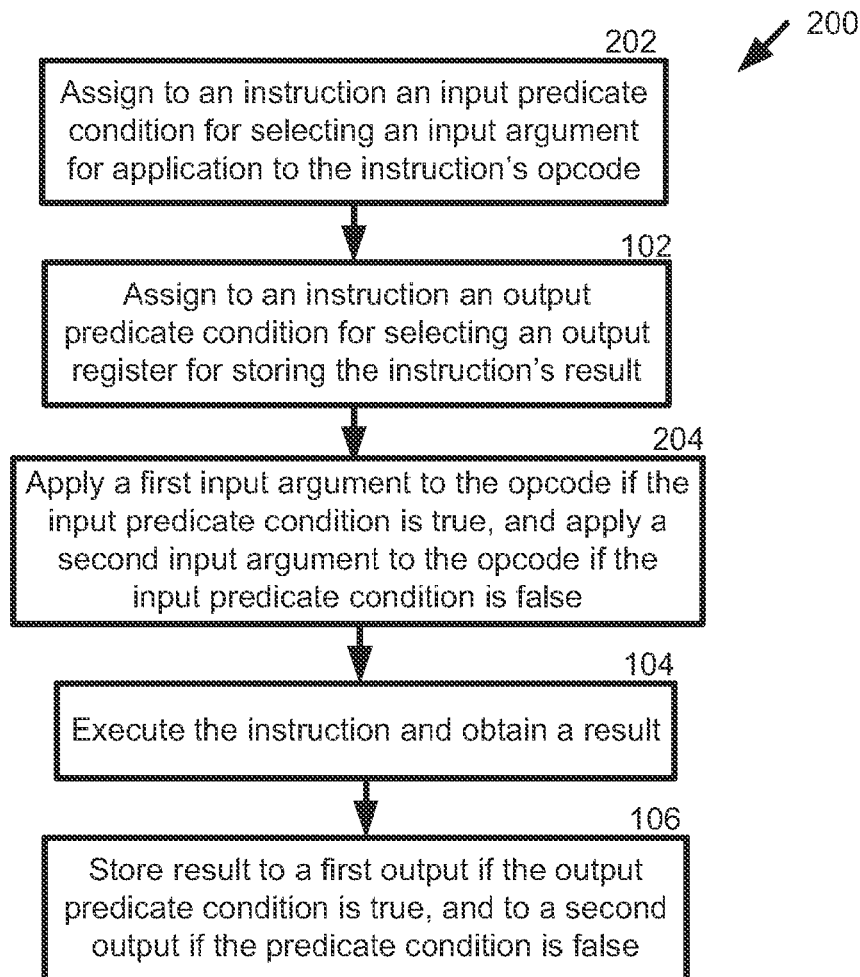 200
202
Assign to an instruction an input predicate
condition for selecting an input argument
for application to the instruction's opcode
102
Assign to an instruction an output
predicate condition for selecting an output
register for storing the instruction's result
204
Apply a first input argument to the opcode if the
input predicate condition is true, and apply a
second input argument to the opcode if the
input predicate condition is false
104
Execute the instruction and obtain a result
106
Store result to a first output if the output
predicate condition is true, and to a second
output if the predicate condition is false